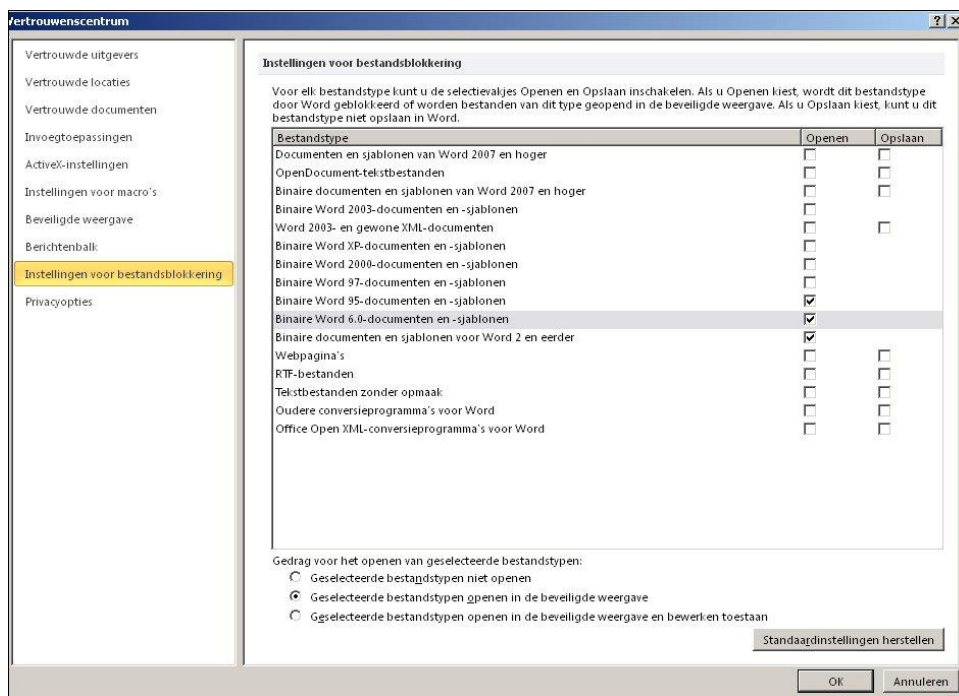 Vertrouwenscentrum
Vertrouwde uitgevers
Vertrouwde locaties
Vertrouwde documenten
Invoegtoepassingen
ActiveX-instellingen
Instellingen voor macro's
Beveiligde weergave
Berichtenbalk
Instellingen voor bestandsblokkering
Privacyopties
Instellingen voor bestandsblokkering
Voor elk bestandstype kunt u de selectievakjes Openen en Opslaan inschakelen. Als u Openen kiest, wordt dit bestandstype
door Word geblokkeerd of worden bestanden van dit type geopend in de beveiligde weergave. Als u Opslaan kiest, kunt u dit
bestandstype niet opslaan in Word.
Bestandstype Openen Opslaan
Documenten en sjablonen van Word 2007 en hoger
OpenDocument-tekstbestanden
Binaire documenten en sjablonen van Word 2007 en hoger
Binaire Word 2003-documenten en -sjablonen
Word 2003- en gewone XML-documenten
Binaire Word XP-documenten en -sjablonen
Binaire Word 2000-documenten en -sjablonen
Binaire Word 97-documenten en -sjablonen
Binaire Word 95-documenten en -sjablonen
Binaire Word 6.0-documenten en -sjablonen
Binaire documenten en sjablonen voor Word 2 en eerder
Webpagina's
RTF-bestanden
Tekstbestanden zonder opmaak
Oudere conversieprogramma's voor Word
Office Open XML-conversieprogramma's voor Word
Gedrag voor het openen van geselecteerde bestandstypen:
Geselecteerde bestandstypen niet openen
Geselecteerde bestandstypen openen in de beveiligde weergave
Geselecteerde bestandstypen openen in de beveiligde weergave en bewerken toestaan
Standaardinstellingen herstellen
OK Annuleren